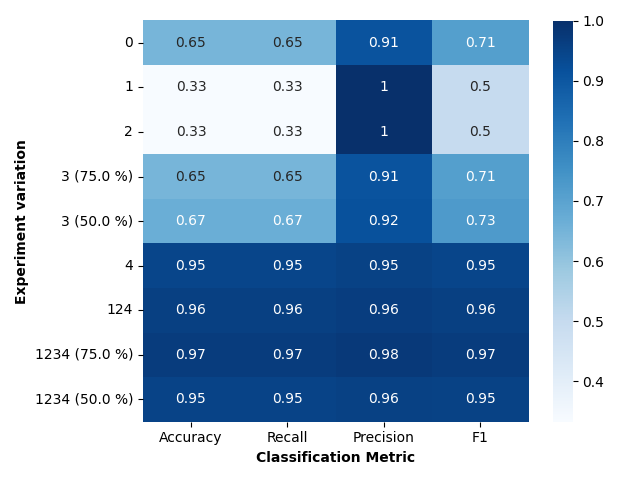 Experiment variation
0 0.65 0.65 0.91 0.71
1 0.33 0.33 1 0.5
2 0.33 0.33 1 0.5
3 (75.0 %) 0.65 0.65 0.91 0.71
3 (50.0 %) 0.67 0.67 0.92 0.73
4 0.95 0.95 0.95 0.95
124 0.96 0.96 0.96 0.96
1234 (75.0 %) 0.97 0.97 0.98 0.97
1234 (50.0 %) 0.95 0.95 0.96 0.95
Accuracy Recall Precision F1
Classification Metric
1.0
0.9
0.8
0.7
0.6
0.5
0.4